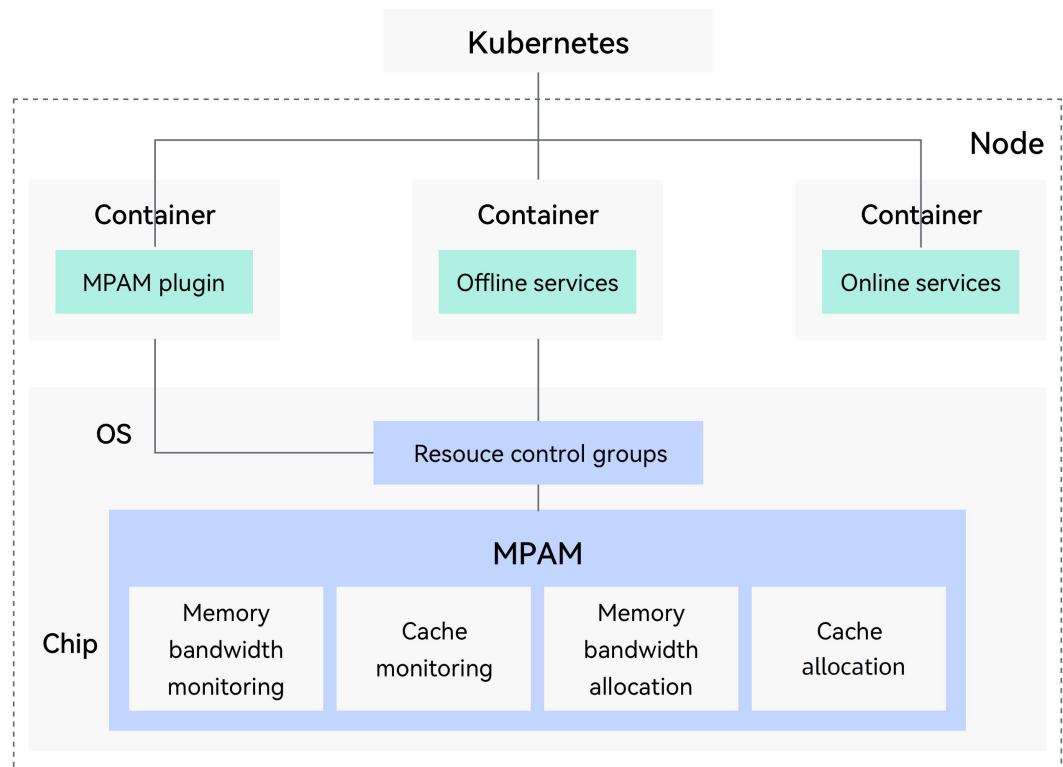 Kubernetes
Node
Container
Container
Container
MPAM plugin
Offline services
Online services
OS
Resouce control groups
MPAM
Chip
Memory
bandwidth
monitoring
Cache
monitoring
Memory
bandwidth
allocation
Cache
allocation